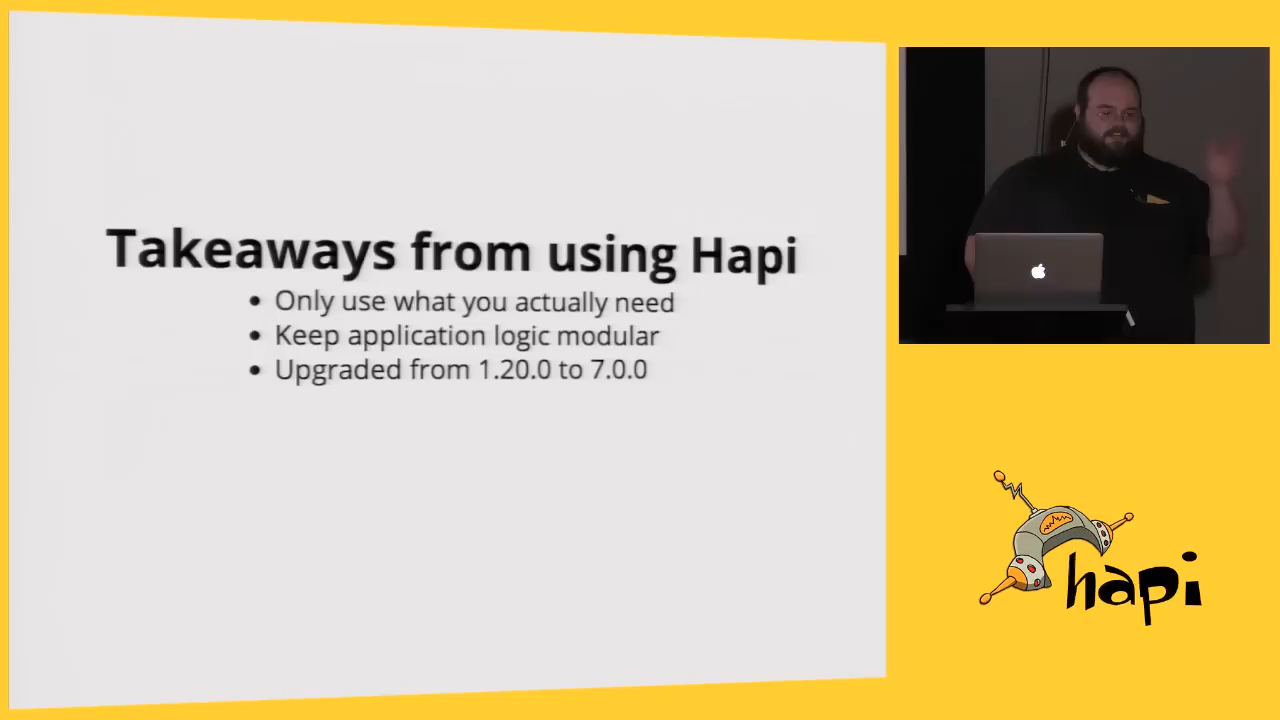 Takeaways from using Hapi
Only use what you actually need
Keep application logic modular
Upgraded from 1.20.0 to 7.0.0
hapi